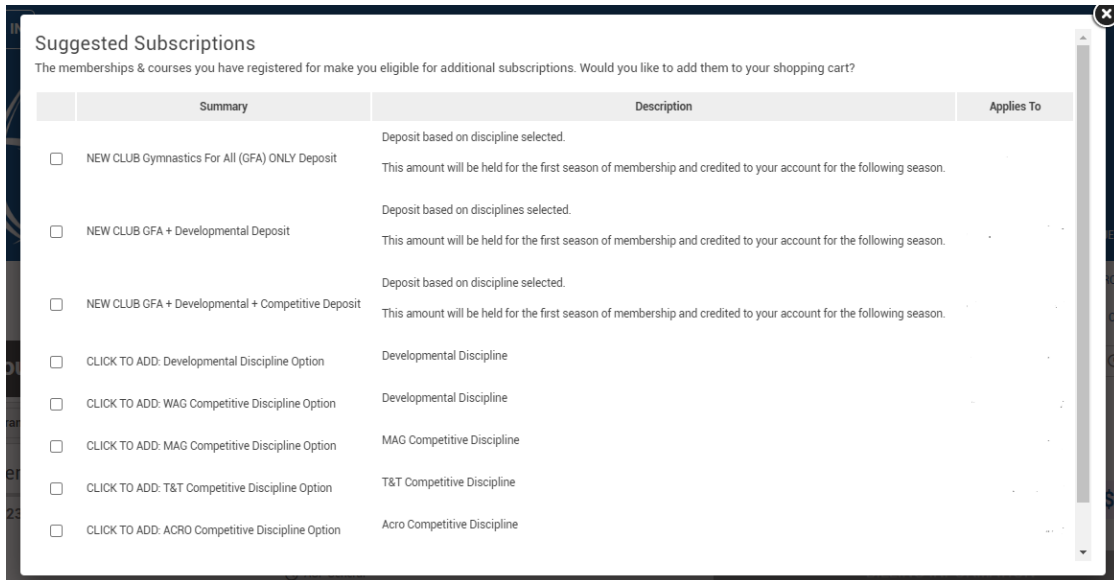 Suggested Subscriptions
The memberships & courses you have registered for make you eligible for additional subscriptions. Would you like to add them to your shopping cart?
Summary Description Applies To
Deposit based on discipline selected.
NEW CLUB Gymnastics For All (GFA) ONLY Deposit
This amount will be held for the first season of membership and credited to your account for the following season.
Deposit based on disciplines selected.
NEW CLUB GFA + Developmental Deposit
This amount will be held for the first season of membership and credited to your account for the following season.
Deposit based on discipline selected.
NEW CLUB GFA + Developmental + Competitive Deposit
This amount will be held for the first season of membership and credited to your account for the following season.
CLICK TO ADD: Developmental Discipline Option Developmental Discipline
CLICK TO ADD: WAG Competitive Discipline Option Developmental Discipline
CLICK TO ADD: MAG Competitive Discipline Option MAG Competitive Discipline
CLICK TO ADD: T&T Competitive Discipline Option T&T Competitive Discipline
CLICK TO ADD: ACRO Competitive Discipline Option Acro Competitive Discipline